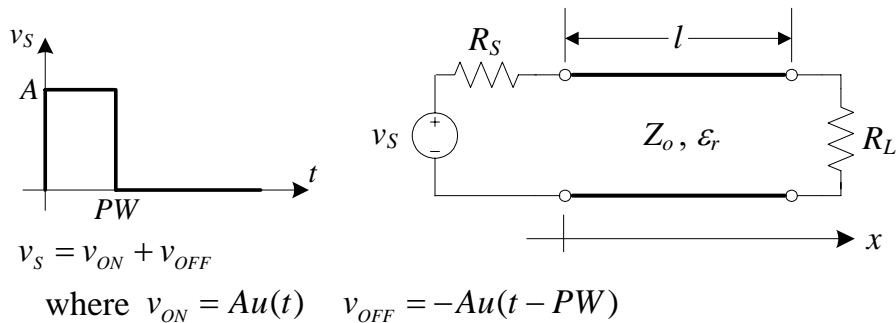 v_S
A
PW
t
R_S
l
v_S
+
−
Z_o , ε_r
R_L
x
v_S = v_ON + v_OFF
where v_ON = Au(t) v_OFF = −Au(t − PW)